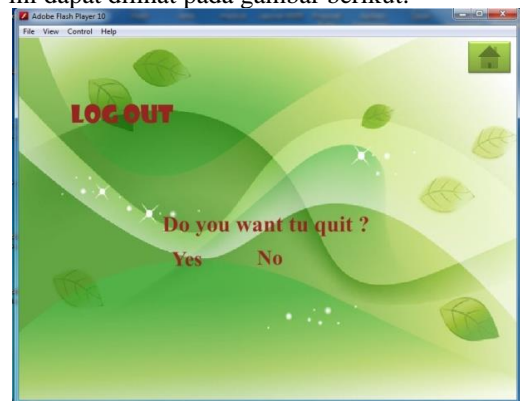 ini dapat dilihat pada gambar berikut.
Adobe Flash Player 10
File View Control Help
LOG OUT
Do you want tu quit ?
Yes No